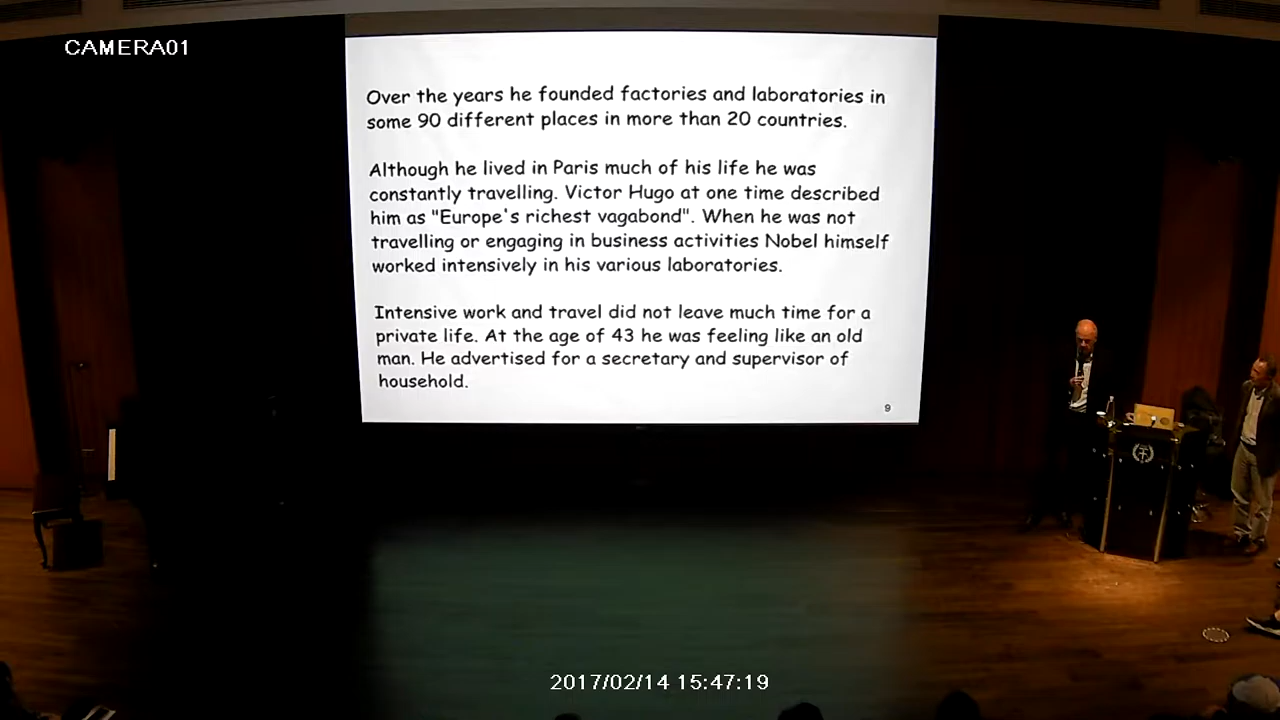 CAMERA01
Over the years he founded factories and laboratories in
some 90 different places in more than 20 countries.
Although he lived in Paris much of his life he was
constantly travelling. Victor Hugo at one time described
him as "Europe's richest vagabond". When he was not
travelling or engaging in business activities Nobel himself
worked intensively in his various laboratories.
Intensive work and travel did not leave much time for a
private life. At the age of 43 he was feeling like an old
man. He advertised for a secretary and supervisor of
household.
9
2017/02/14 15:47:19